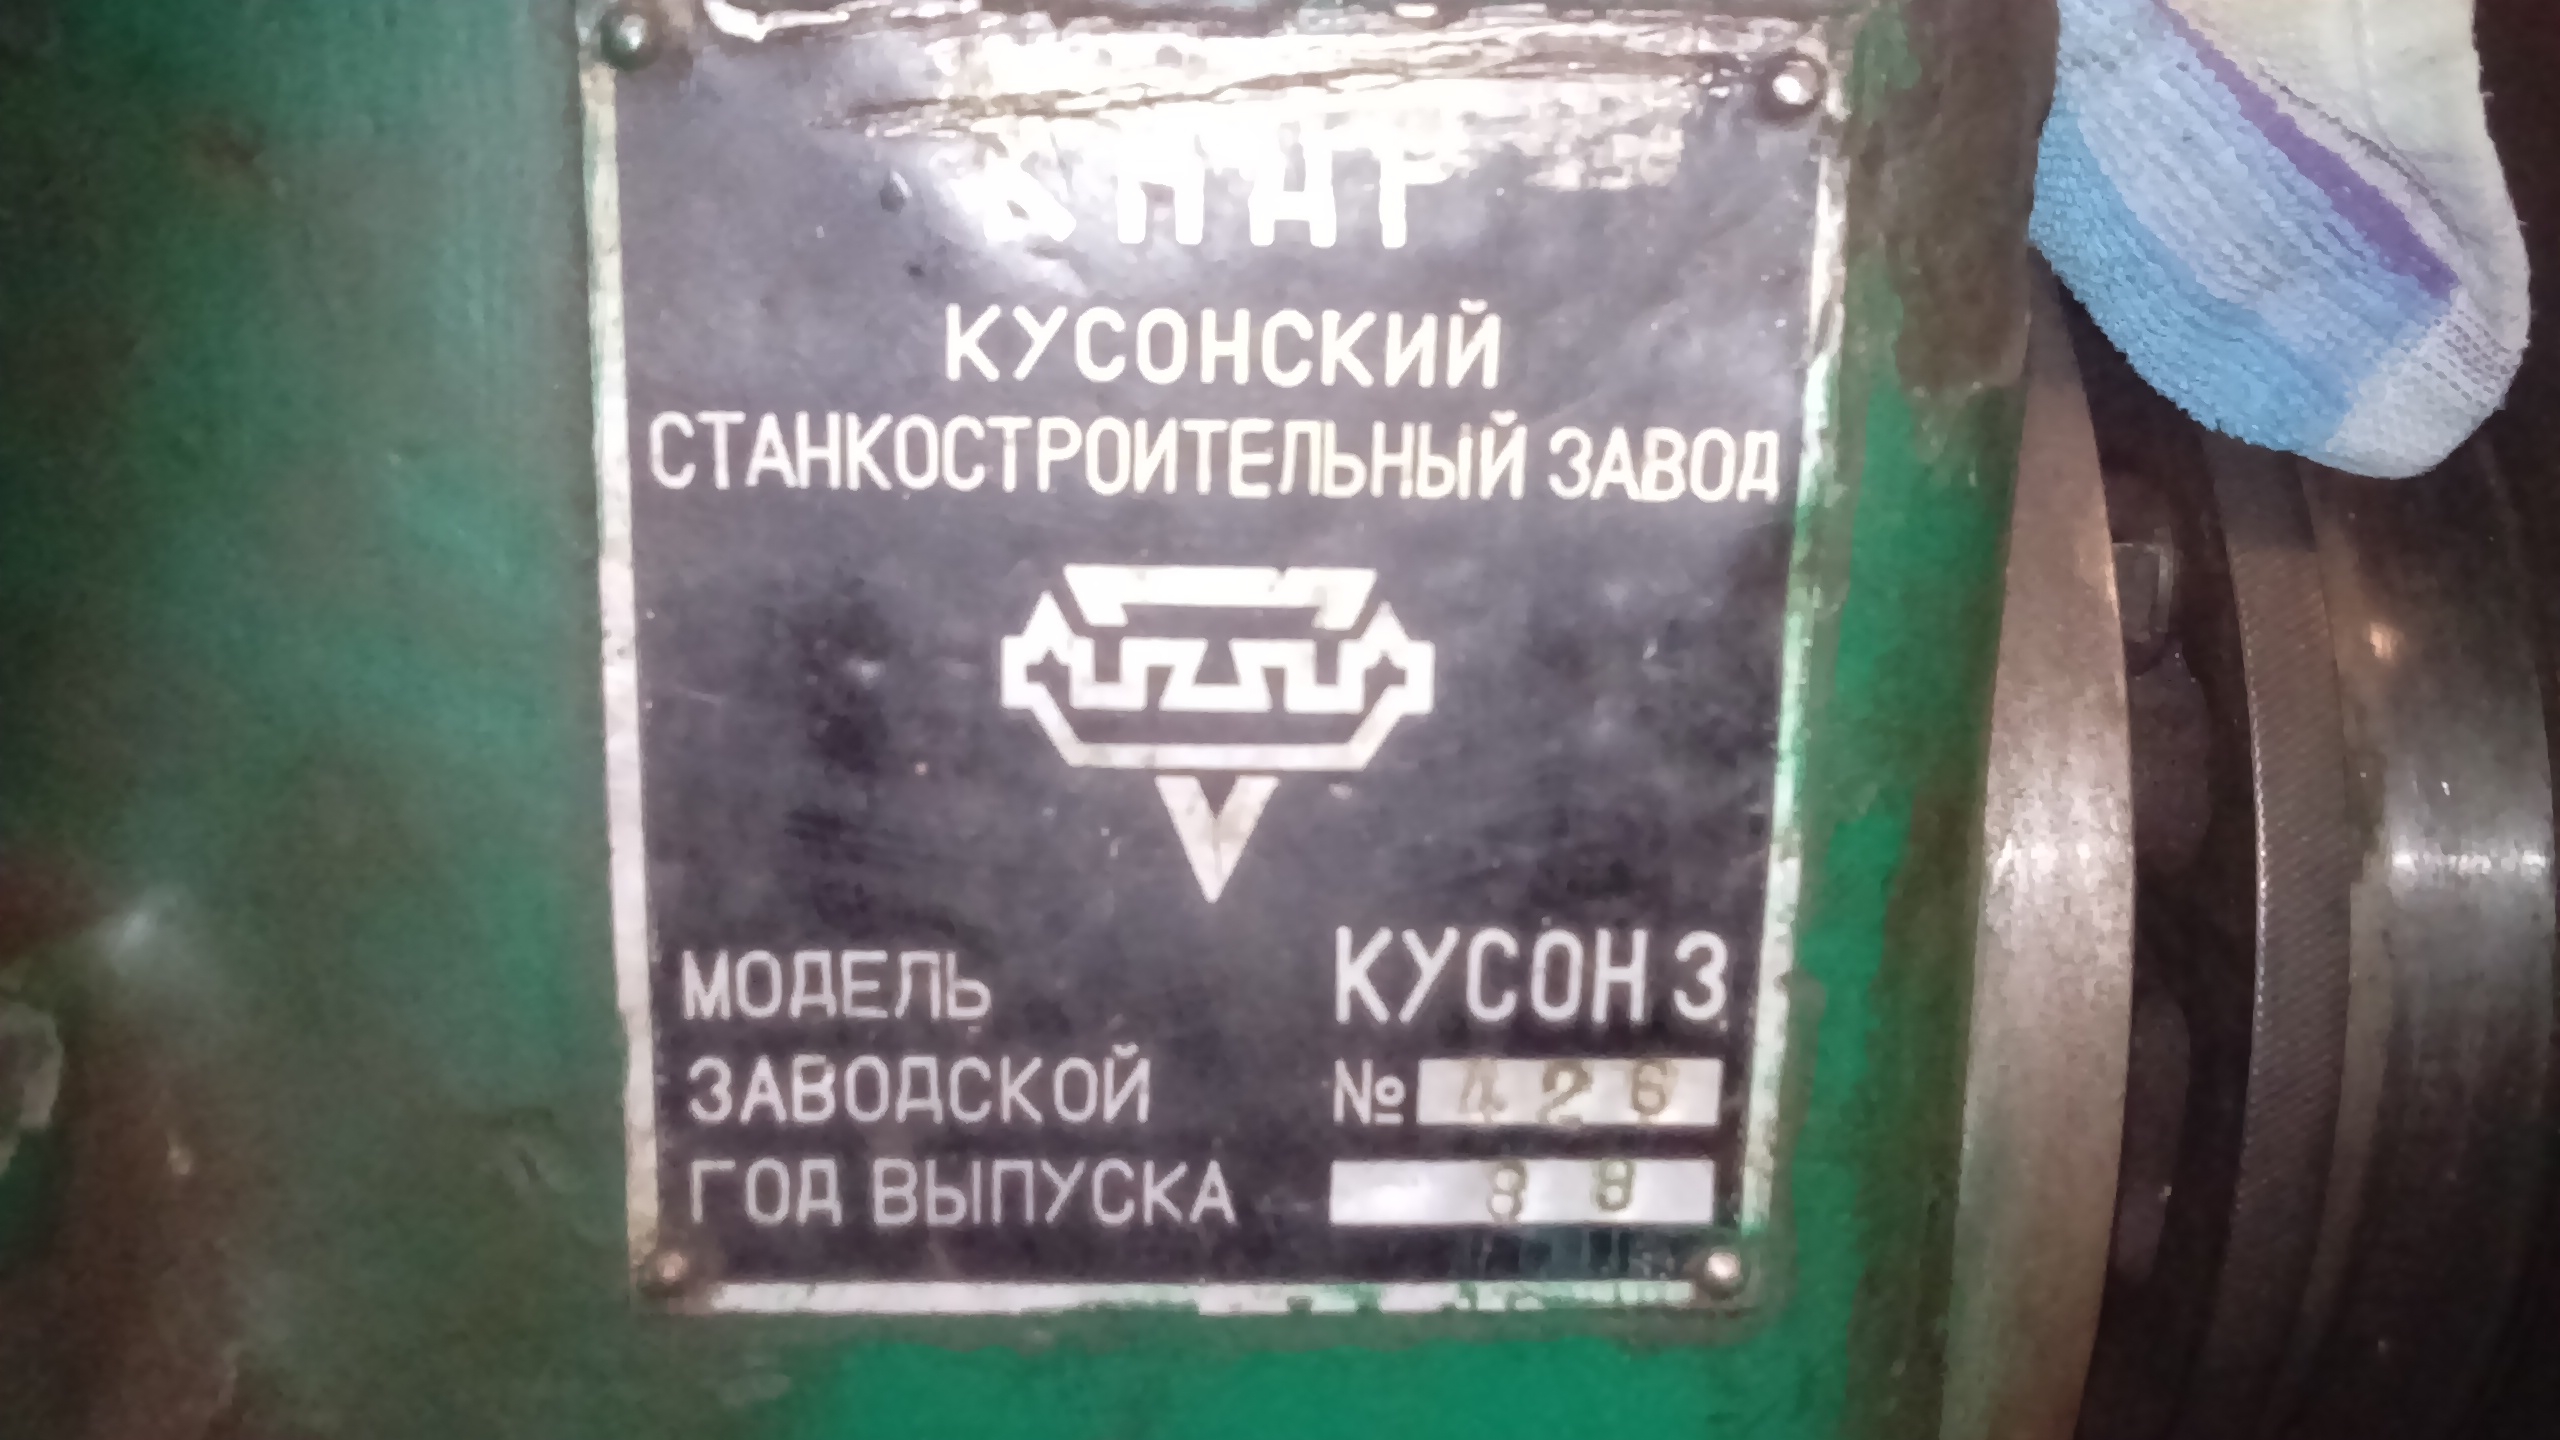 КУСОНСКИЙ
СТАНКОСТРОИТЕЛЬНЫЙ ЗАВОД
МОДЕЛЬ КУСОН 3
ЗАВОДСКОЙ № 426
ГОД ВЫПУСКА 88